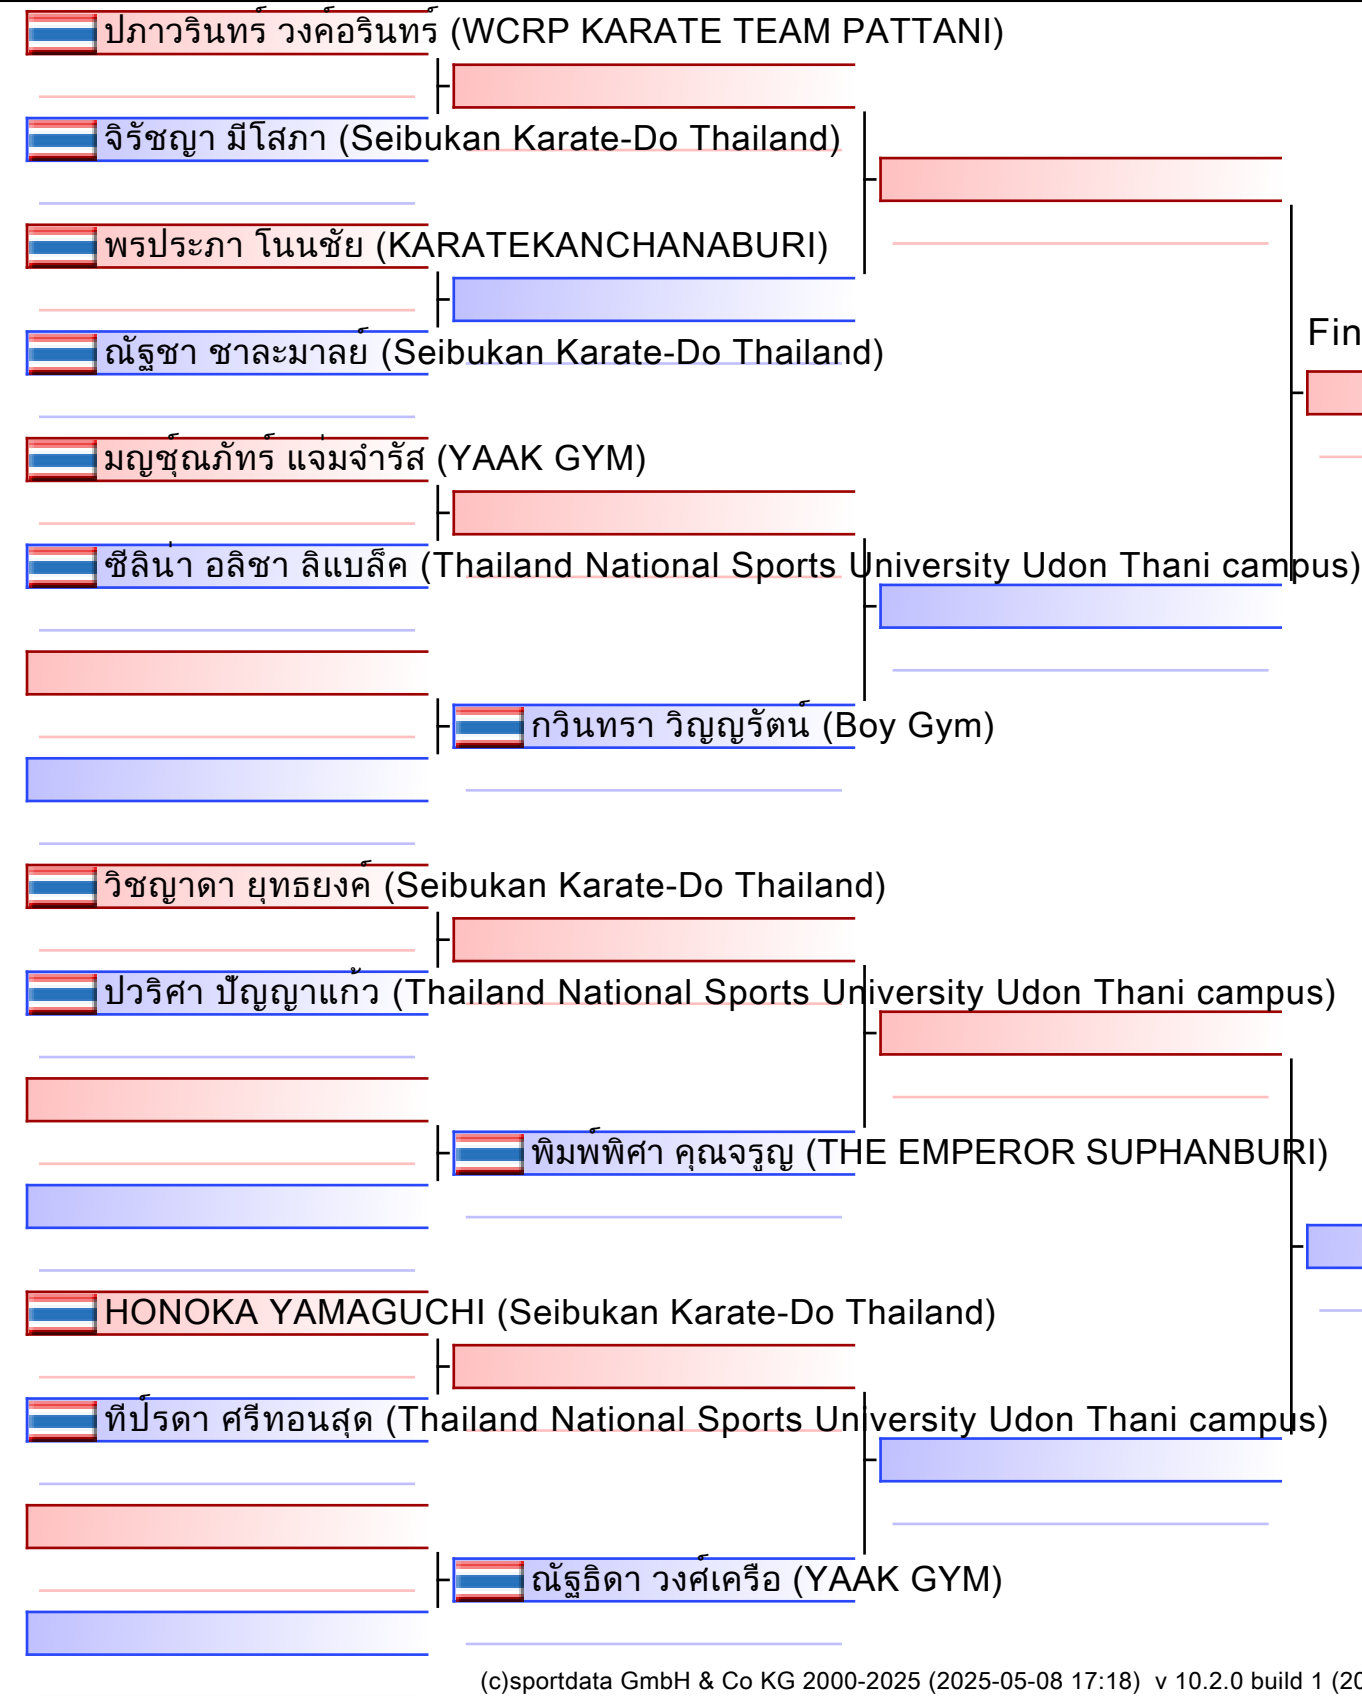 ปภาวรินทร์ วงค์อรินทร์ (WCRP KARATE TEAM PATTANI)
จิรัชญา มีโสภา (Seibukan Karate-Do Thailand)
พรประภา โนนชัย (KARATEKANCHANABURI)
Fin
ณัฐชา ชาละมาลย์ (Seibukan Karate-Do Thailand)
มญชุ์ณภัทร์ แจ่มจำรัส (YAAK GYM)
ซีลิน่า อลิชา ลิแบล็ค (Thailand National Sports University Udon Thani campus)
กวินทรา วิญญรัตน์ (Boy Gym)
วิชญาดา ยุทธยงค์ (Seibukan Karate-Do Thailand)
ปวริศา ปัญญาแก้ว (Thailand National Sports University Udon Thani campus)
พิมพ์พิศา คุณจรูญ (THE EMPEROR SUPHANBURI)
HONOKA YAMAGUCHI (Seibukan Karate-Do Thailand)
ทีปรดา ศรีทอนสุด (Thailand National Sports University Udon Thani campus)
ณัฐธิดา วงศ์เครือ (YAAK GYM)
(c)sportdata GmbH & Co KG 2000-2025 (2025-05-08 17:18) v 10.2.0 build 1 (20